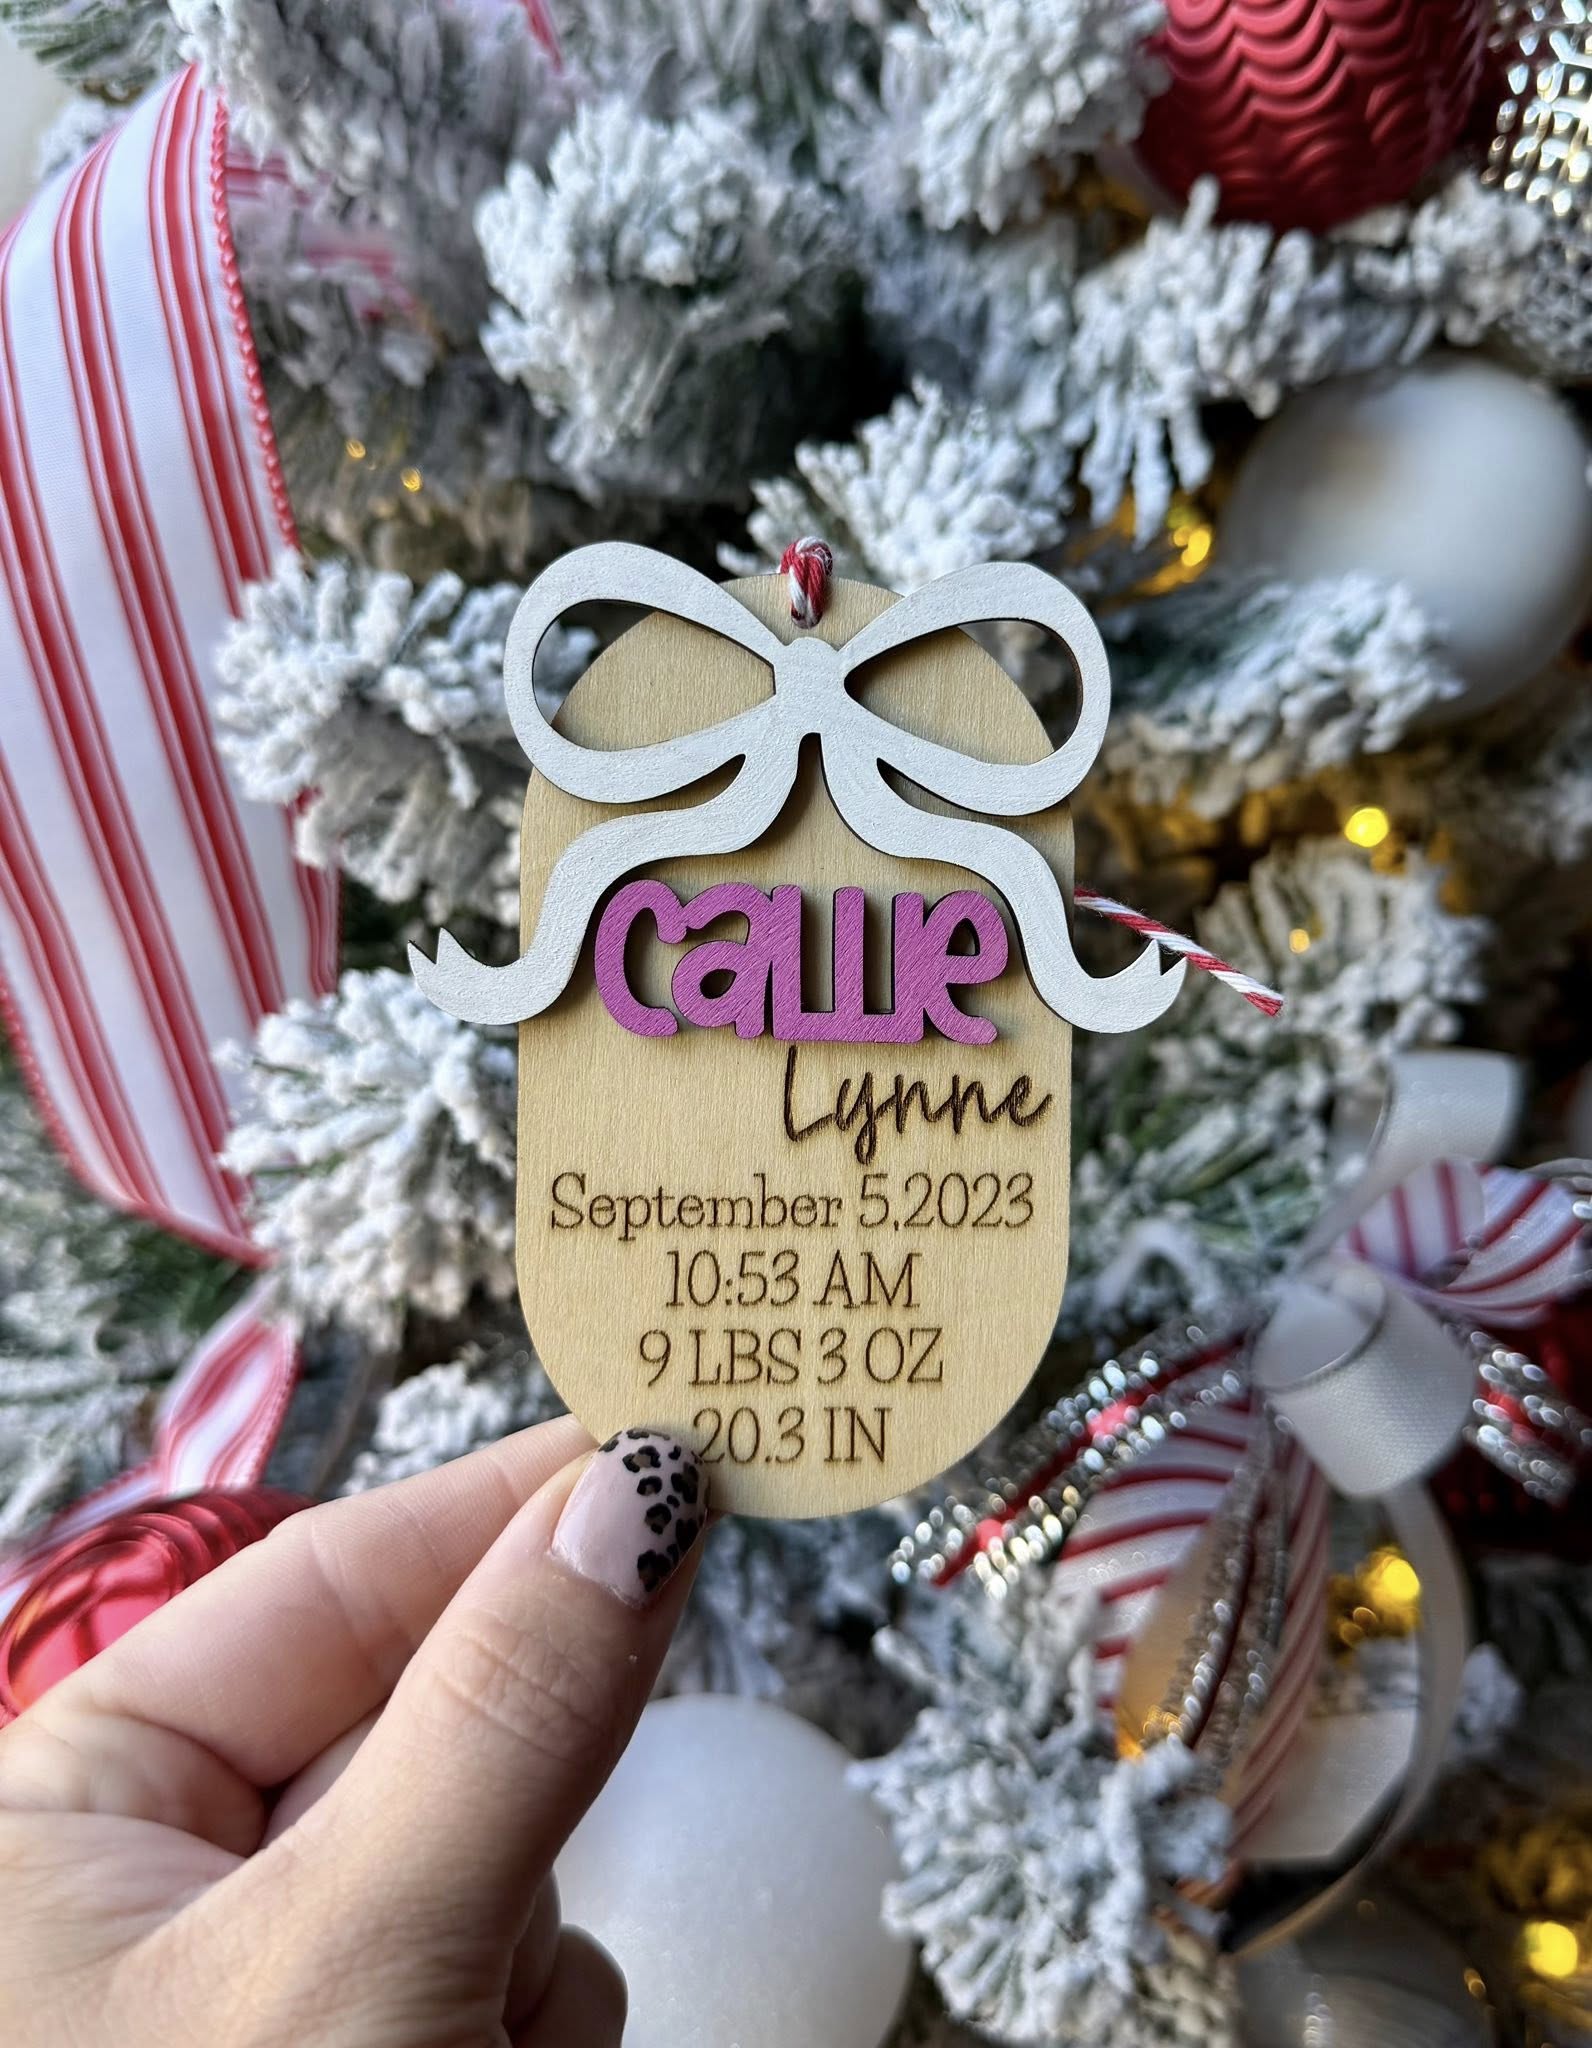 callie
Lynne
September 5,2023
10:53 AM
9 LBS 3 OZ
20.3 IN